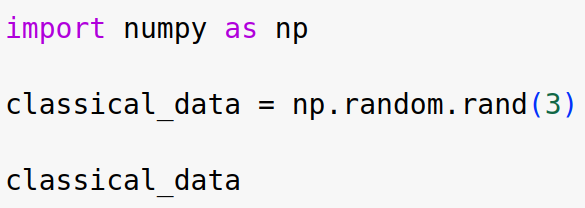 import numpy as np
classical_data = np.random.rand(3)
classical_data